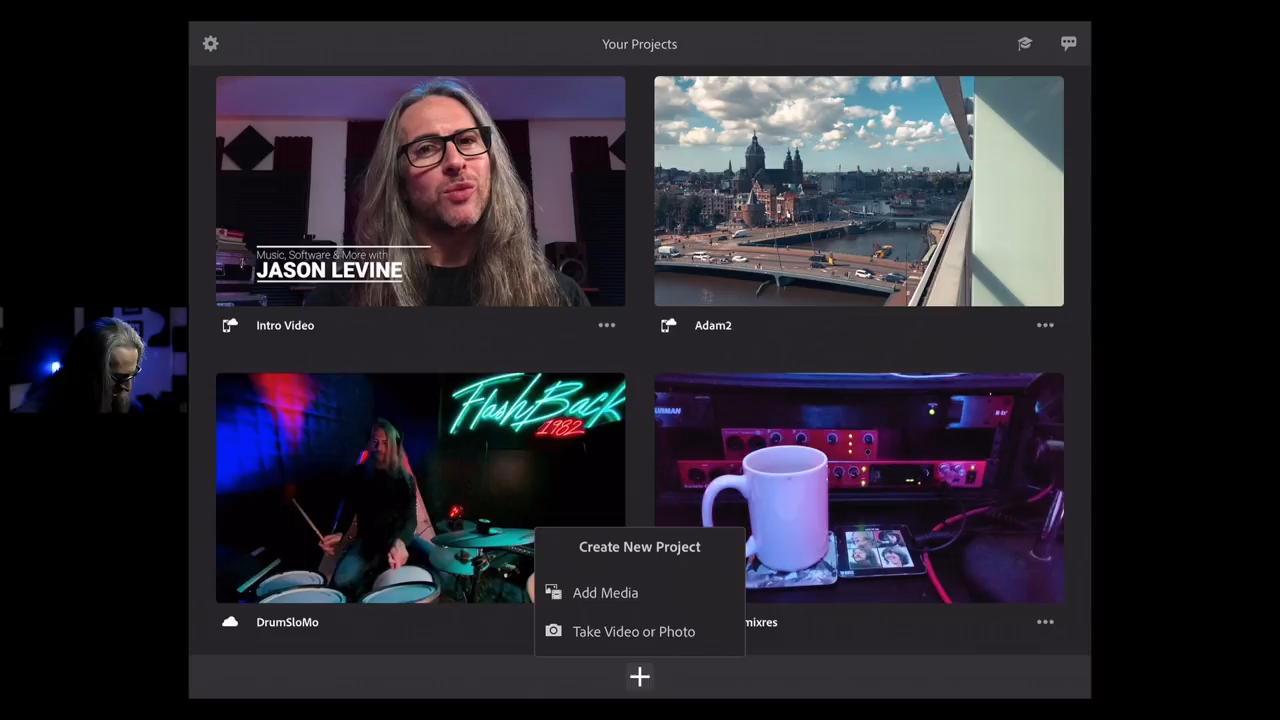 Your Projects
Music, Software & More with
JASON LEVINE
Intro Video
Adam2
FlashBack
1982
URMAN
DrumSloMo
mixres
Create New Project
Add Media
Take Video or Photo